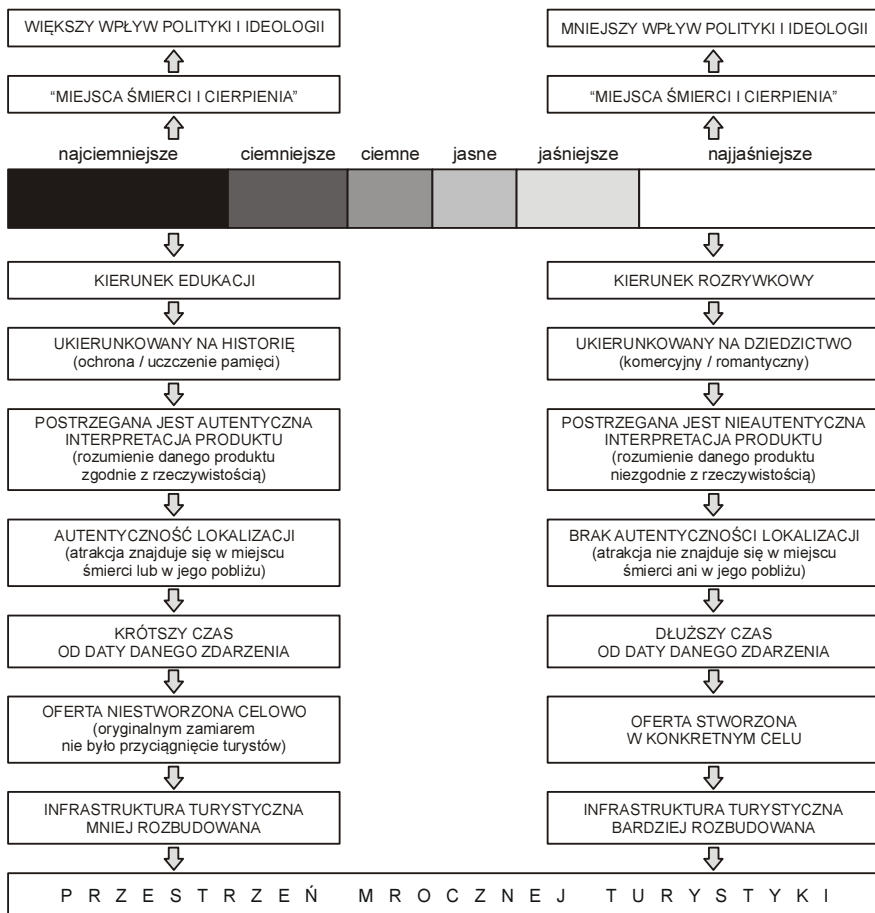 WIĘKSZY WPŁYW POLITYKI I IDEOLOGII
MNIEJSZY WPŁYW POLITYKI I IDEOLOGII
“MIEJSCA ŚMIERCI I CIERPIENIA”
“MIEJSCA ŚMIERCI I CIERPIENIA”
najciemniejsze ciemniejsze ciemne jasne jaśniejsze najjaśniejsze
KIERUNEK EDUKACJI
KIERUNEK ROZRYWKOWY
UKIERUNKOWANY NA HISTORIĘ
(ochrona / uczczenie pamięci)
UKIERUNKOWANY NA DZIEDZICTWO
(komercyjny / romantyczny)
POSTRZEGANA JEST AUTENTYCZNA
INTERPRETACJA PRODUKTU
(rozumienie danego produktu
zgodnie z rzeczywistością)
POSTRZEGANA JEST NIEAUTENTYCZNA
INTERPRETACJA PRODUKTU
(rozumienie danego produktu
niezgodnie z rzeczywistością)
AUTENTYCZNOŚĆ LOKALIZACJI
(atrakcja znajduje się w miejscu
śmierci lub w jego pobliżu)
BRAK AUTENTYCZNOŚCI LOKALIZACJI
(atrakcja nie znajduje się w miejscu
śmierci ani w jego pobliżu)
KRÓTSZY CZAS
OD DATY DANEGO ZDARZENIA
DŁUŻSZY CZAS
OD DATY DANEGO ZDARZENIA
OFERTA NIESTWORZONA CELOWO
(oryginalnym zamiarem
nie było przyciągnięcie turystów)
OFERTA STWORZONA
W KONKRETNYM CELU
INFRASTRUKTURA TURYSTYCZNA
MNIEJ ROZBUDOWANA
INFRASTRUKTURA TURYSTYCZNA
BARDZIEJ ROZBUDOWANA
PRZESTRZEŃ MROCZNEJ TURYSTYKI